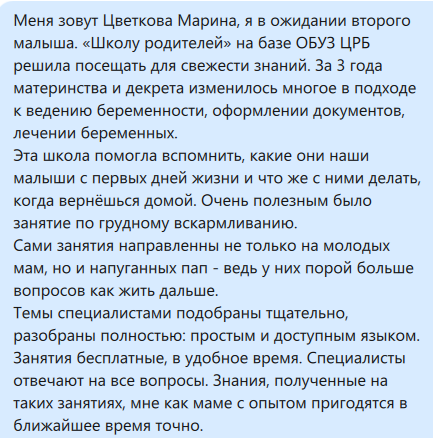 Меня зовут Цветкова Марина, я в ожидании второго
малыша. «Школу родителей» на базе ОБУЗ ЦРБ
решила посещать для свежести знаний. За 3 года
материнства и декрета изменилось многое в подходе
к ведению беременности, оформлении документов,
лечении беременных.
Эта школа помогла вспомнить, какие они наши
малыши с первых дней жизни и что же с ними делать,
когда вернёшься домой. Очень полезным было
занятие по грудному вскармливанию.
Сами занятия направленны не только на молодых
мам, но и напуганных пап - ведь у них порой больше
вопросов как жить дальше.
Темы специалистами подобраны тщательно,
разобраны полностью: простым и доступным языком.
Занятия бесплатные, в удобное время. Специалисты
отвечают на все вопросы. Знания, полученные на
таких занятиях, мне как маме с опытом пригодятся в
ближайшее время точно.